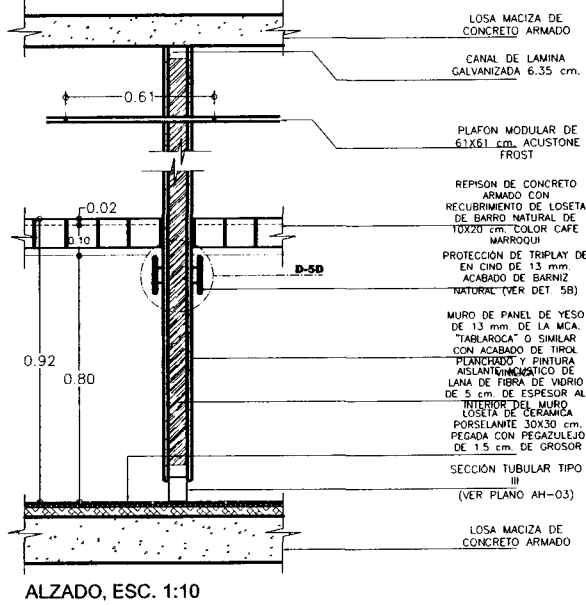 LOSA MACIZA DE
CONCRETO ARMADO
CANAL DE LAMINA
GALVANIZADA 6.35 cm.
0.61
PLAFON MODULAR DE
61X61 cm. ACUSTONE
FROST
REPISON DE CONCRETO
ARMADO CON
RECUBRIMIENTO DE LOSETA
DE BARRO NATURAL DE
10X20 cm. COLOR CAFE
MARROQUI
0.02
0.10
PROTECCIÓN DE TRIPLAY DE
EN CINO DE 13 mm.
ACABADO DE BARNIZ
NATURAL (VER DET. 5B)
D-5D
MURO DE PANEL DE YESO
DE 13 mm. DE LA MCA.
"TABLAROCA" O SIMILAR
CON ACABADO DE TIROL
PLANCHADO Y PINTURA
VINILICA
AISLANTE ACUSTICO DE
LANA DE FIBRA DE VIDRIO
DE 5 cm. DE ESPESOR AL
INTERIOR DEL MURO
0.92
0.80
LOSETA DE CERAMICA
PORSELANITE 30X30 cm.
PEGADA CON PEGAZULEJO
DE 1.5 cm. DE GROSOR
SECCIÓN TUBULAR TIPO
III
(VER PLANO AH-03)
LOSA MACIZA DE
CONCRETO ARMADO
ALZADO, ESC. 1:10